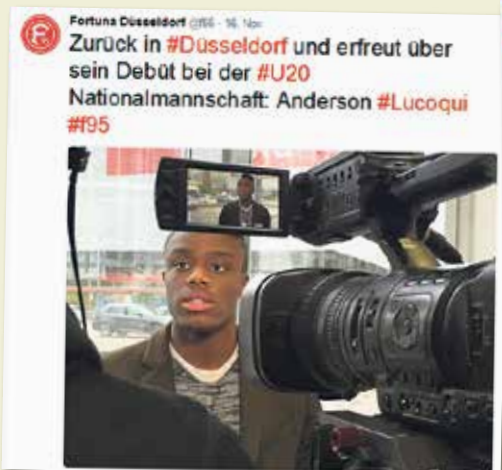 Fortuna Düsseldorf @f95 · 16. Nov.
Zurück in #Düsseldorf und erfreut über
sein Debüt bei der #U20
Nationalmannschaft: Anderson #Lucoqui
#f95